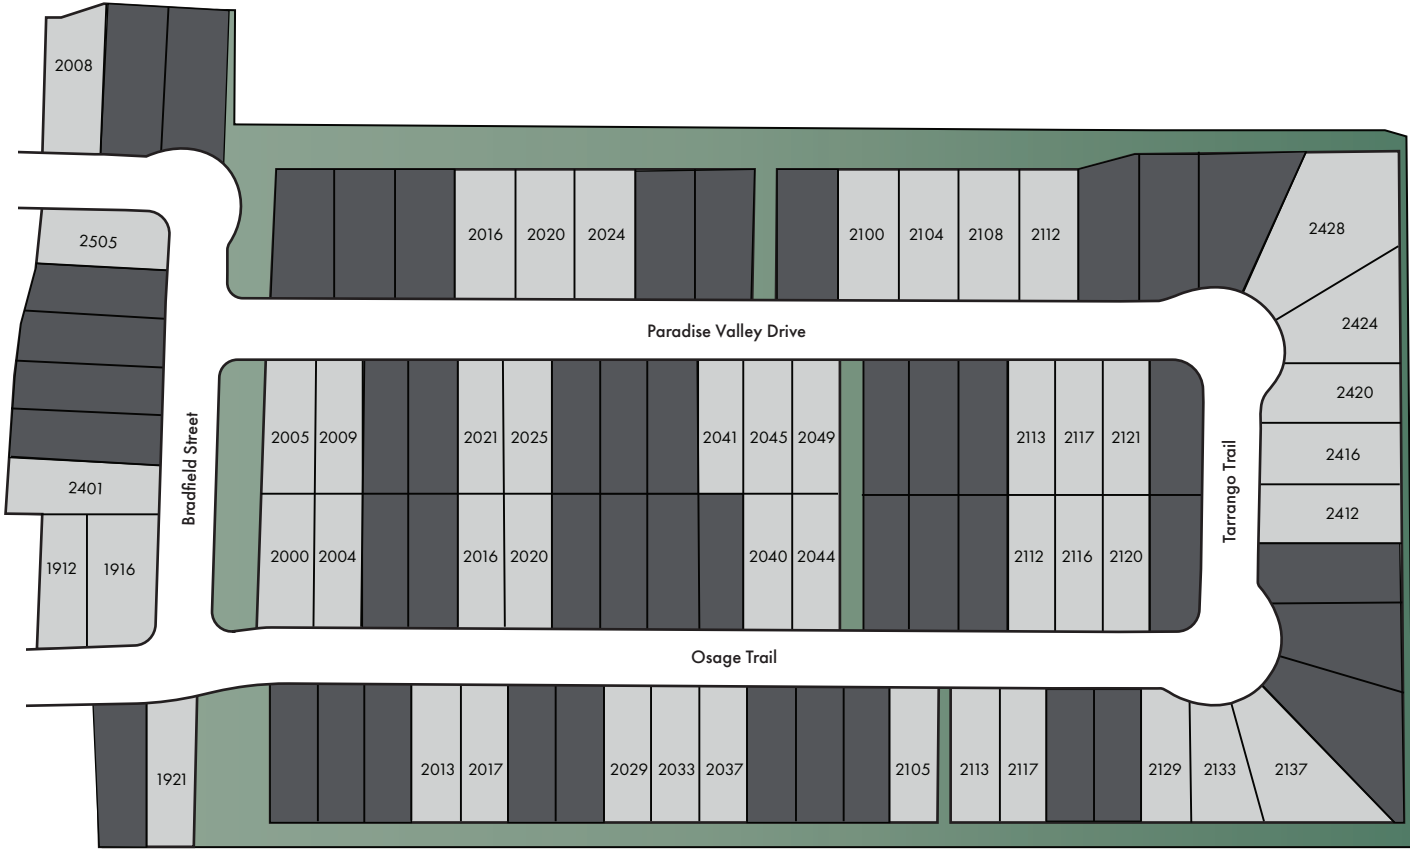 2008
2505
2016 2020 2024
2100 2104 2108 2112
2428
Paradise Valley Drive
2424
2420
2005 2009
2021 2025
2041 2045 2049
2113 2117 2121
2416
Bradfield Street
Tarrango Trail
2401
2412
1912 1916
2000 2004
2016 2020
2040 2044
2112 2116 2120
Osage Trail
1921
2013 2017
2029 2033 2037
2105
2113 2117
2129 2133 2137